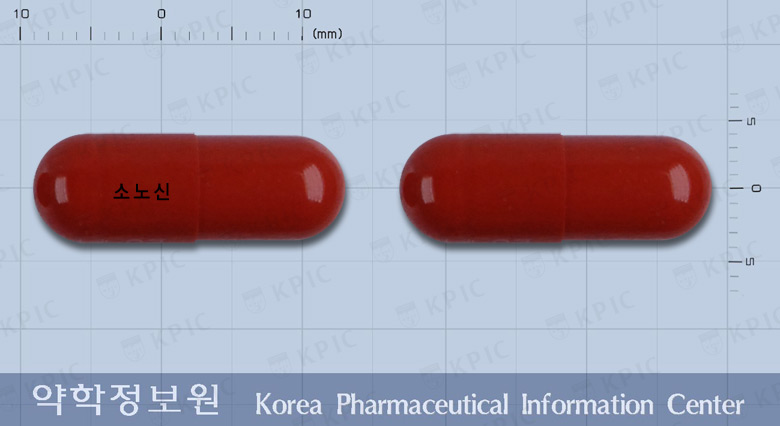 10 0 10
(mm)
KPIC
소노신
5
0
5
약학정보원 Korea Pharmaceutical Information Center